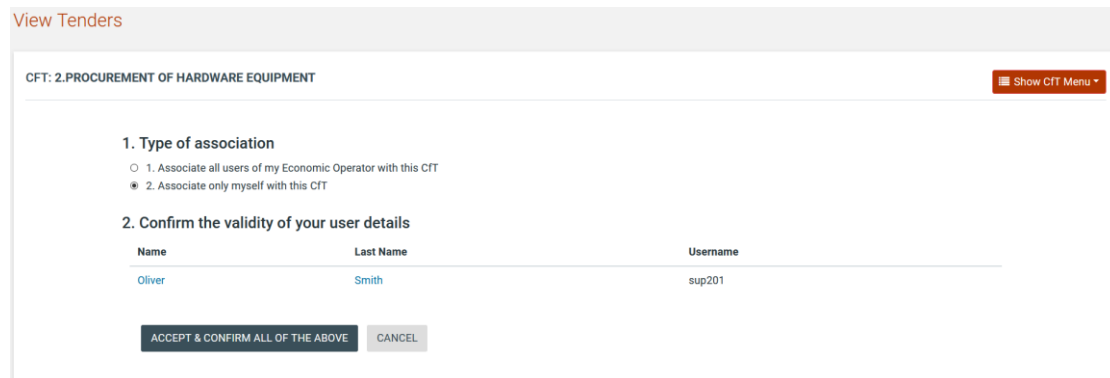 View Tenders
CFT: 2.PROCUREMENT OF HARDWARE EQUIPMENT
Show CfT Menu
1. Type of association
1. Associate all users of my Economic Operator with this CfT
2. Associate only myself with this CfT
2. Confirm the validity of your user details
Name Last Name Username
Oliver Smith sup201
ACCEPT & CONFIRM ALL OF THE ABOVE CANCEL